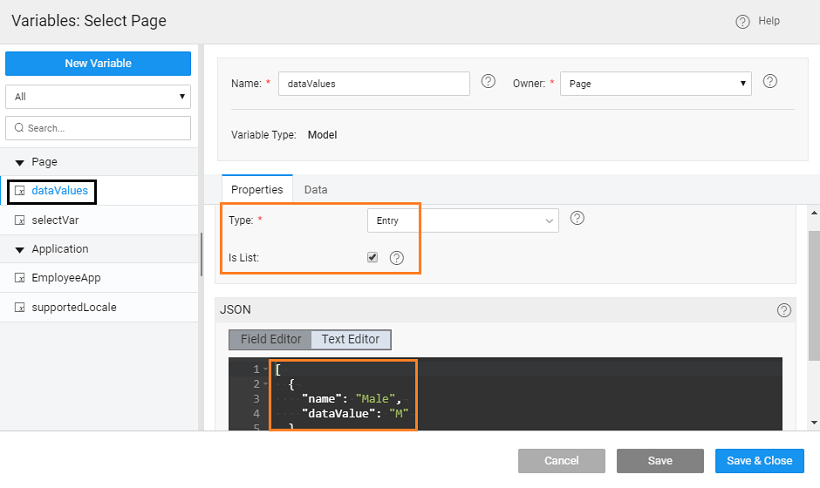 Variables: Select Page
Help
New Variable
All
Search...
Page
dataValues
selectVar
Application
EmployeeApp
supportedLocale
Name: * dataValues
Owner: * Page
Variable Type: Model
Properties Data
Type: * Entry
Is List:
JSON
Field Editor Text Editor
1 [
2 {
3 "name": "Male",
4 "dataValue": "M"
5 }
Cancel Save Save & Close